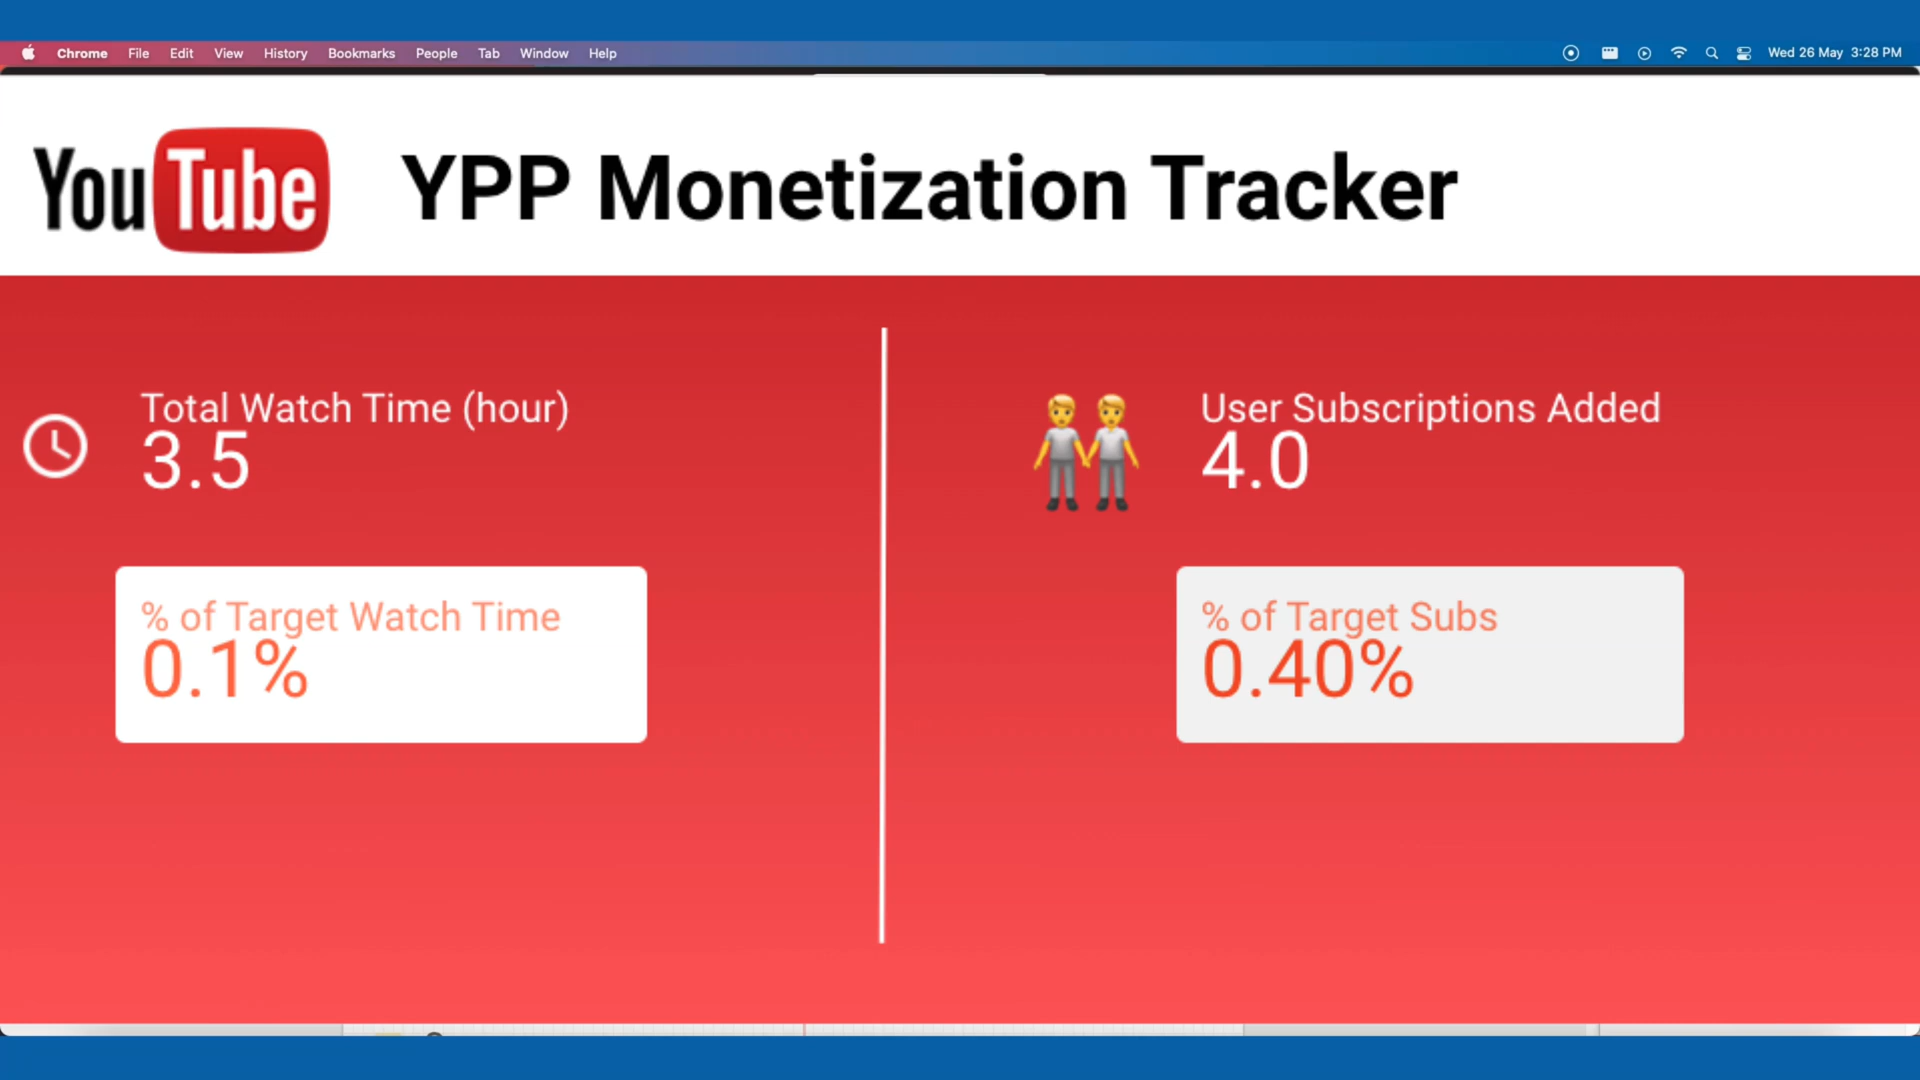 Chrome File Edit View History Bookmarks People Tab Window Help
Wed 26 May 3:28 PM
YouTube
YPP Monetization Tracker
Total Watch Time (hour)
3.5
User Subscriptions Added
4.0
% of Target Watch Time
0.1%
% of Target Subs
0.40%